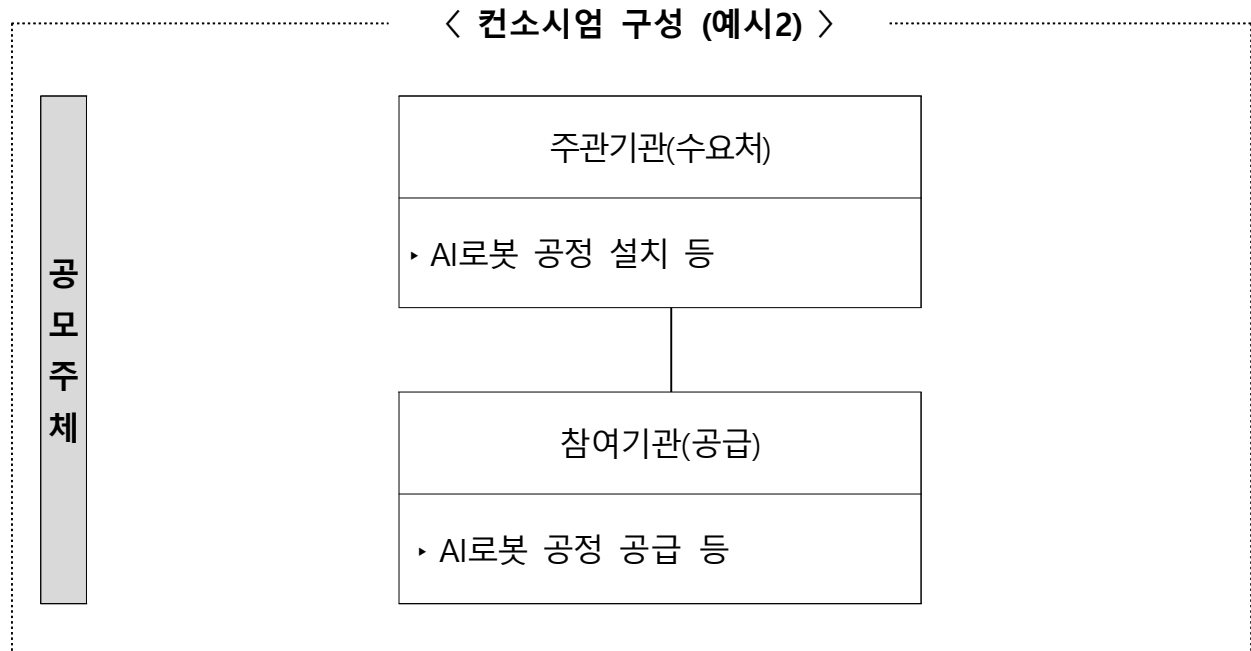 〈 컨소시엄 구성 (예시2) 〉
공
모
주
체
주관기관(수요처)
‣ AI로봇 공정 설치 등
참여기관(공급)
‣ AI로봇 공정 공급 등